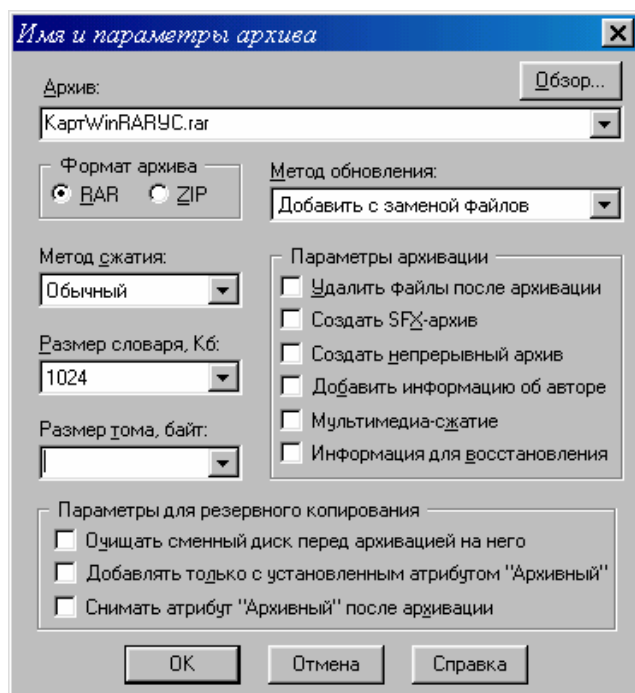 Имя и параметры архива
Архив:
Обзор...
КартWinRARУС.rar
Формат архива
RAR
ZIP
Метод обновления:
Добавить с заменой файлов
Метод сжатия:
Обычный
Размер словаря, Кб:
1024
Размер тома, байт:
Параметры архивации
Удалить файлы после архивации
Создать SFX-архив
Создать непрерывный архив
Добавить информацию об авторе
Мультимедиа-сжатие
Информация для восстановления
Параметры для резервного копирования
Очищать сменный диск перед архивацией на него
Добавлять только с установленным атрибутом "Архивный"
Снимать атрибут "Архивный" после архивации
OK
Отмена
Справка